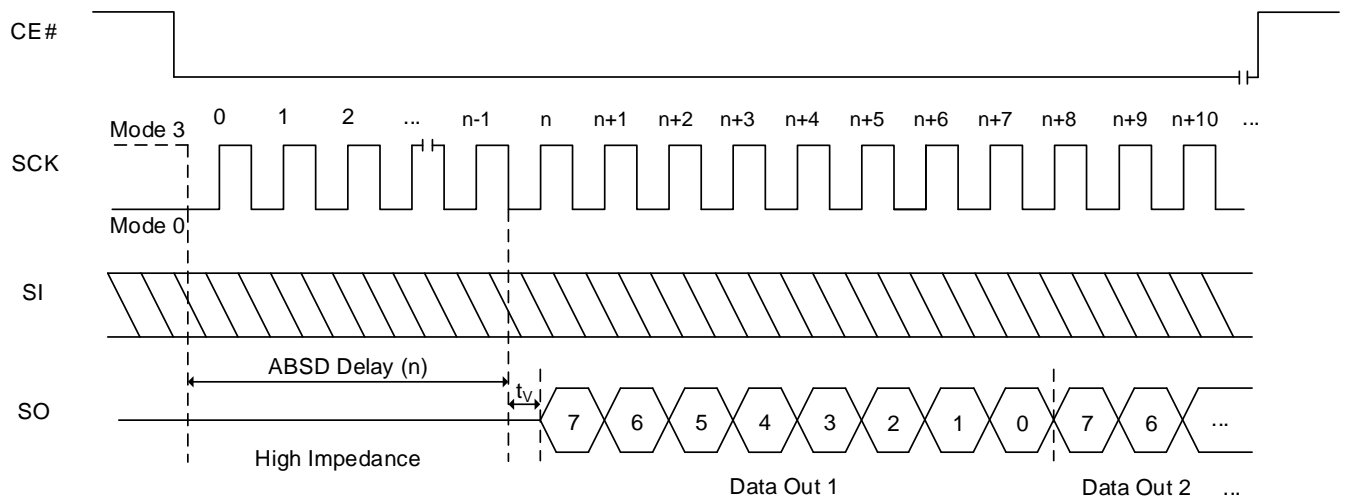 CE#
0 1 2 ... n-1 n n+1 n+2 n+3 n+4 n+5 n+6 n+7 n+8 n+9 n+10 ...
Mode 3
SCK
Mode 0
SI
ABSD Delay (n)
tV
SO
7 6 5 4 3 2 1 0 7 6 ...
High Impedance
Data Out 1 Data Out 2 ...